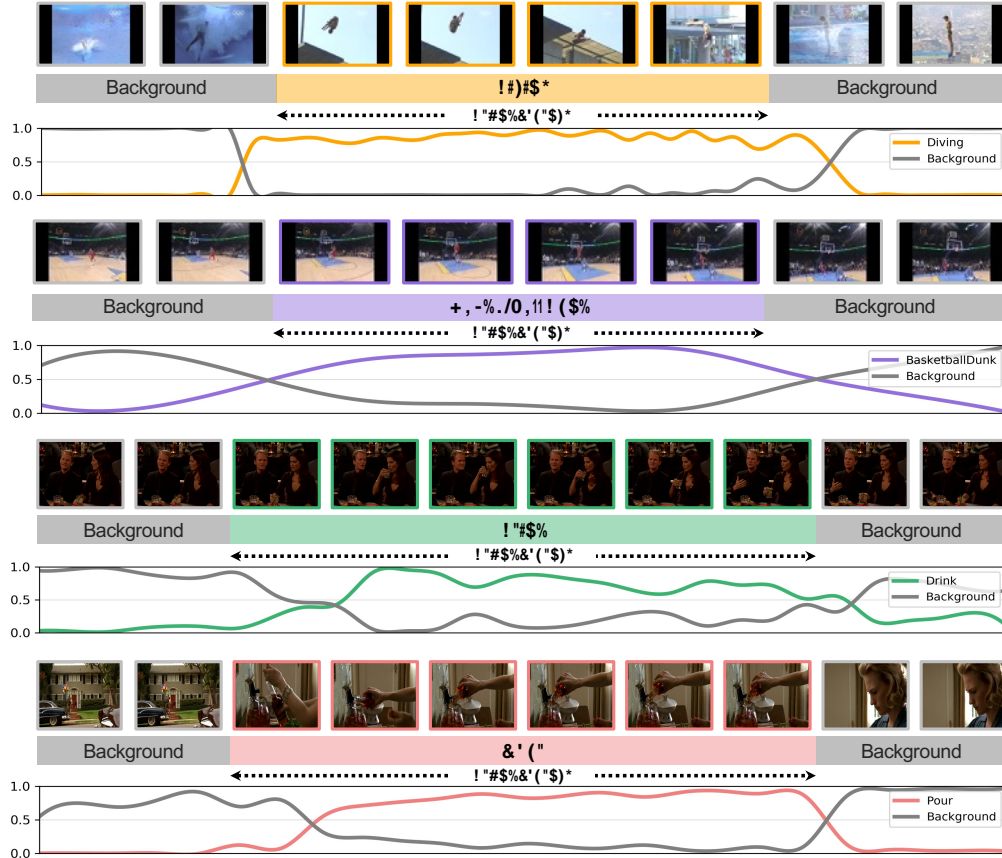 Background ! #)#$* Background
! "#$%&'("$)*
1.0
0.5
0.0
Diving
Background
Background + , -%. /0 , 11 ! ( $% Background
! "#$%&'("$)*
1.0
0.5
0.0
BasketballDunk
Background
Background ! "#$% Background
! "#$%&'("$)*
1.0
0.5
0.0
Drink
Background
Background &' (" Background
! "#$%&'("$)*
1.0
0.5
0.0
Pour
Background